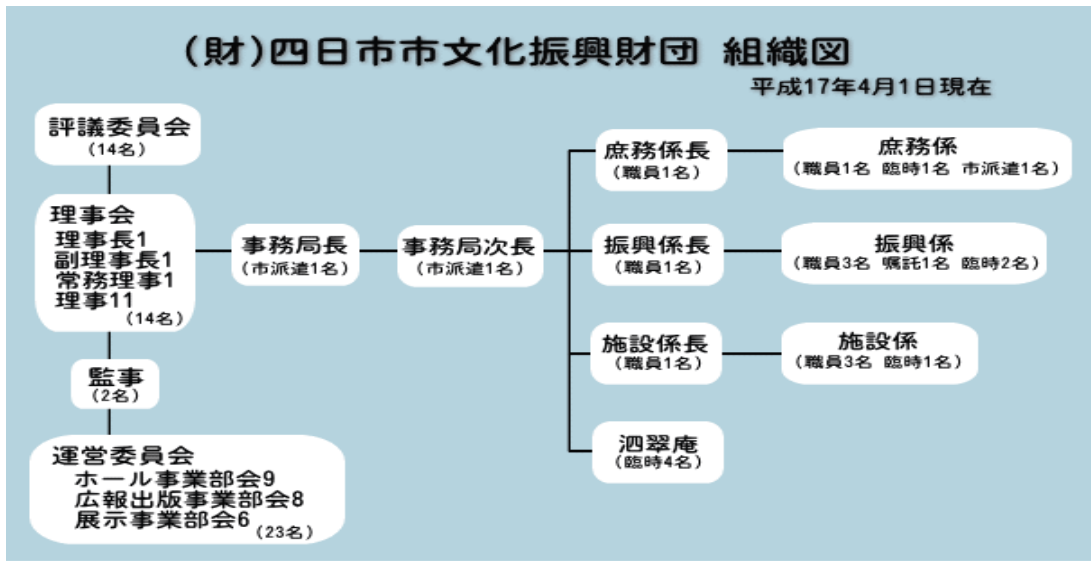 (財)四日市市文化振興財団 組織図
平成17年4月1日現在
評議委員会
(14名)
理事会
理事長1
副理事長1
常務理事1
理事11
(14名)
監事
(2名)
運営委員会
ホール事業部会9
広報出版事業部会8
展示事業部会6
(23名)
事務局長
(市派遣1名)
事務局次長
(市派遣1名)
庶務係長
(職員1名)
庶務係
(職員1名 臨時1名 市派遣1名)
振興係長
(職員1名)
振興係
(職員3名 嘱託1名 臨時2名)
施設係長
(職員1名)
施設係
(職員3名 臨時1名)
泗翠庵
(臨時4名)